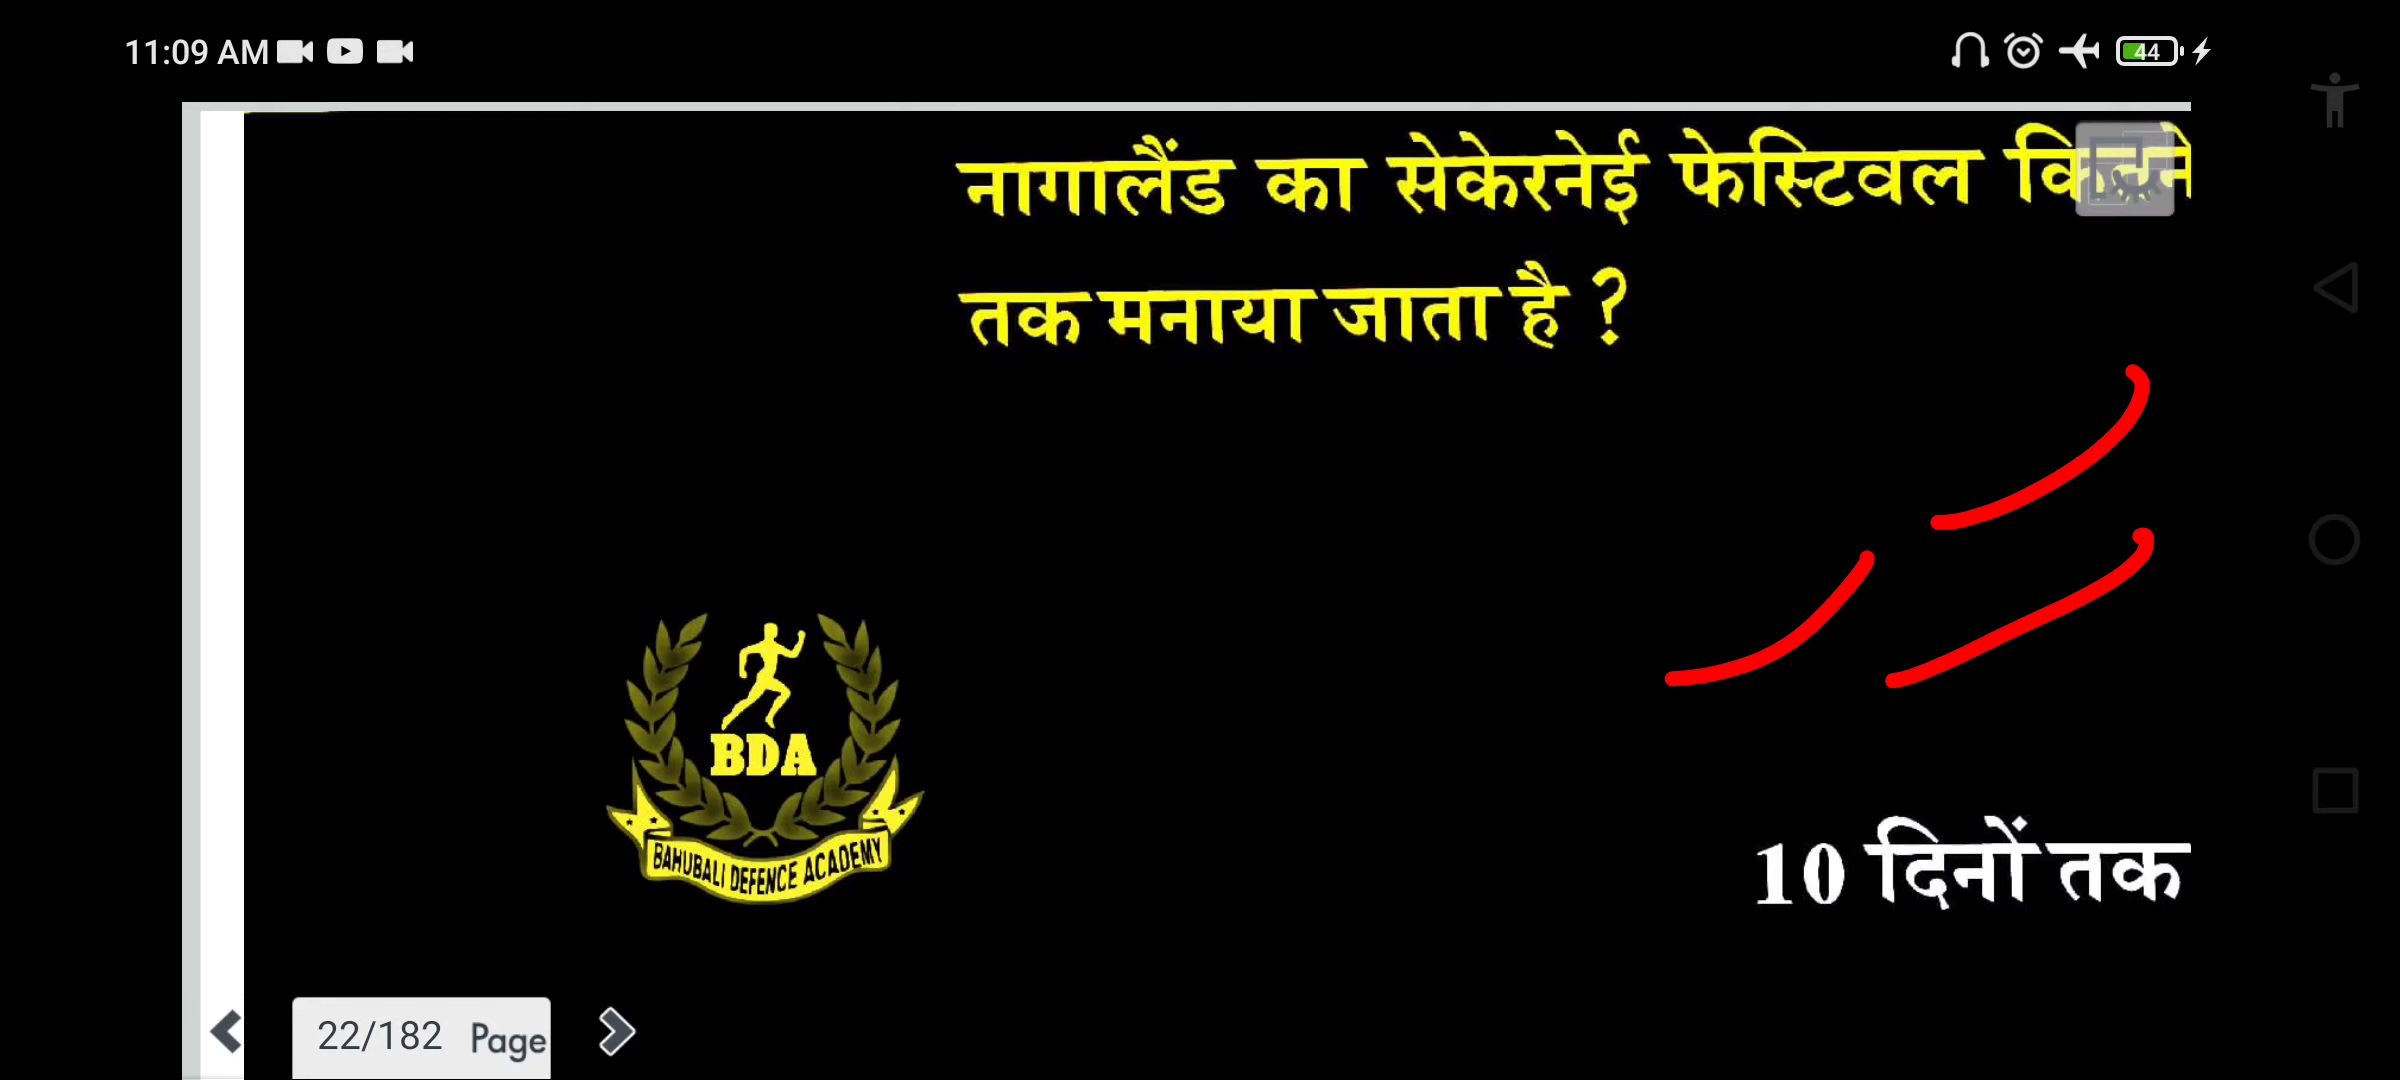 11:09 AM
44
नागालैंड का सेकेरनेई फेस्टिवल
तक मनाया जाता है ?
BDA
BAHUBALI DEFENCE ACADEMY
10 दिनों तक
22/182 Page